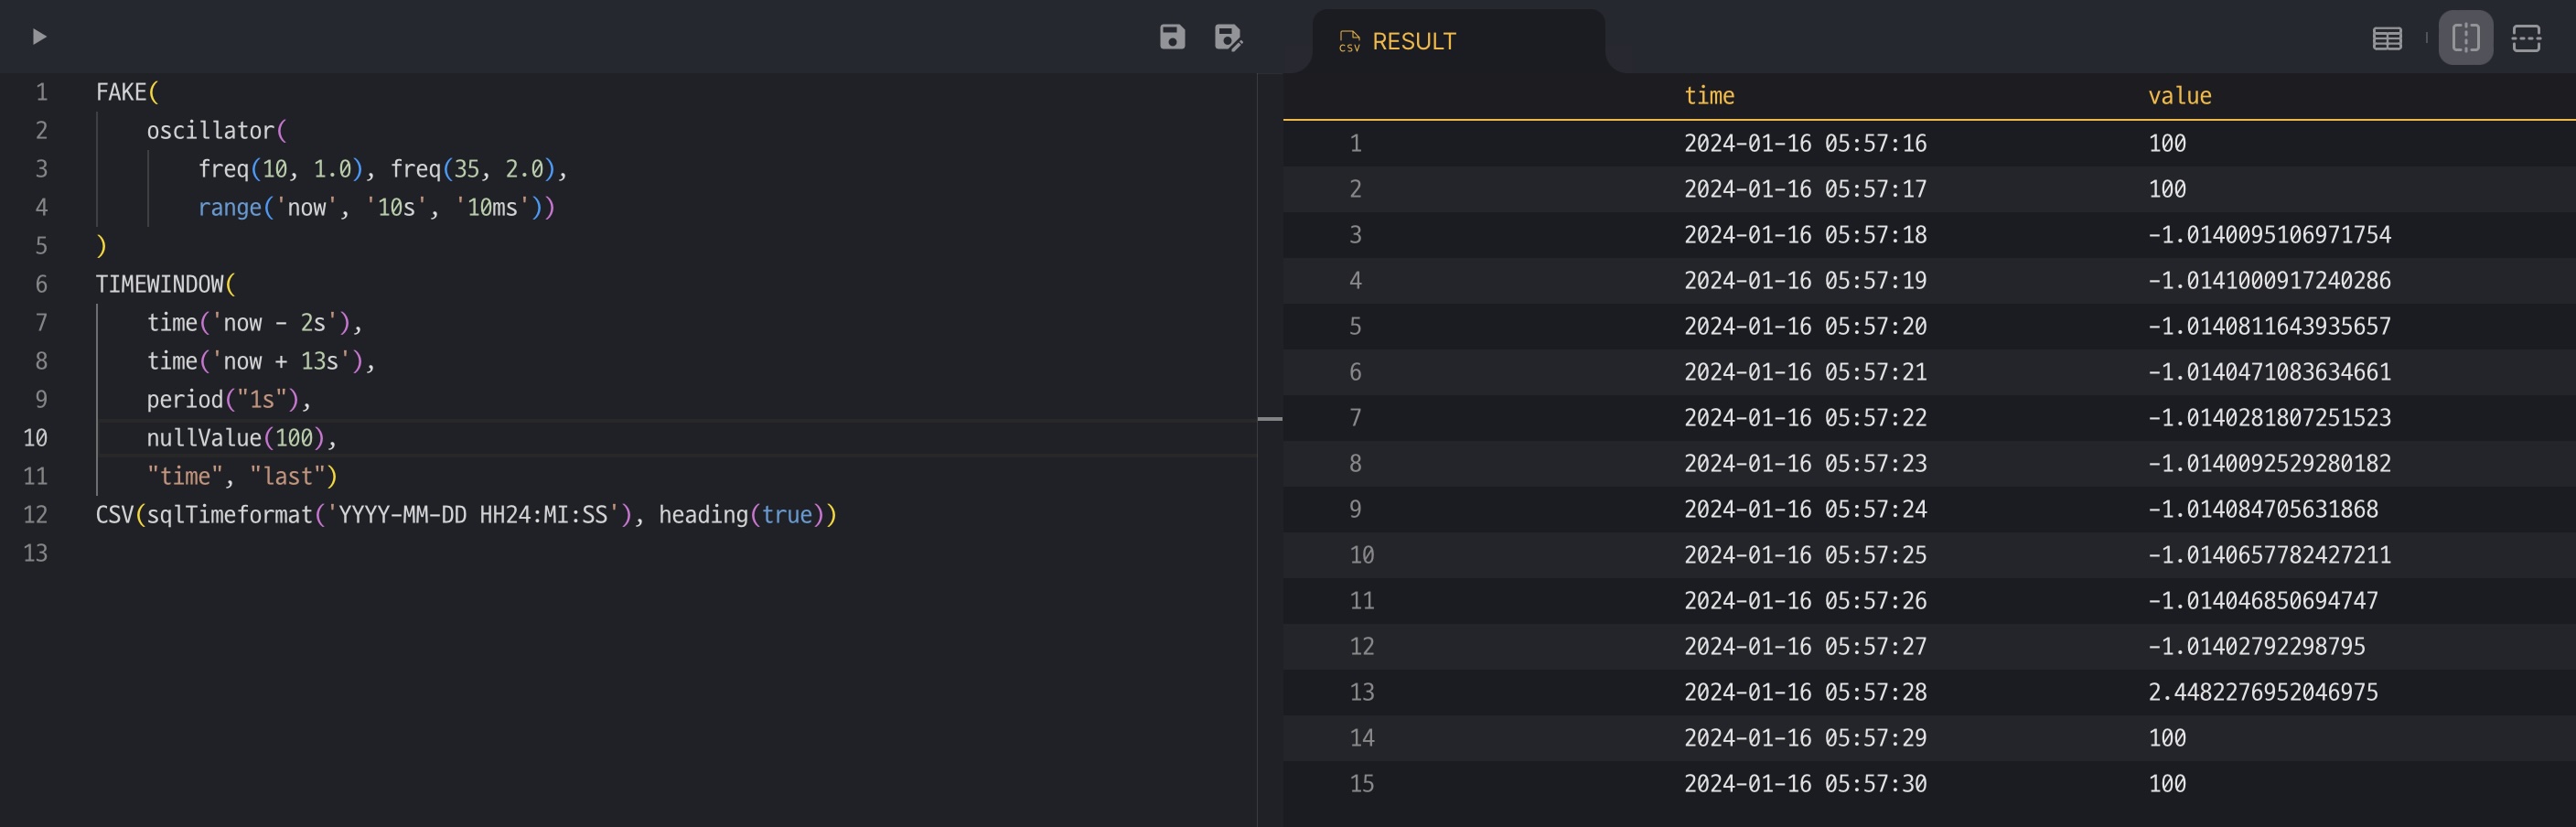 1 FAKE(
2     oscillator(
3         freq(10, 1.0), freq(35, 2.0),
4         range('now', '10s', '10ms'))
5 )
6 TIMEWINDOW(
7     time('now - 2s'),
8     time('now + 13s'),
9     period("1s"),
10     nullValue(100),
11     "time", "last")
12 CSV(sqlTimeformat('YYYY-MM-DD HH24:MI:SS'), heading(true))
13
CSV RESULT
time value
1 2024-01-16 05:57:16 100
2 2024-01-16 05:57:17 100
3 2024-01-16 05:57:18 -1.0140095106971754
4 2024-01-16 05:57:19 -1.0141000917240286
5 2024-01-16 05:57:20 -1.0140811643935657
6 2024-01-16 05:57:21 -1.0140471083634661
7 2024-01-16 05:57:22 -1.0140281807251523
8 2024-01-16 05:57:23 -1.0140092529280182
9 2024-01-16 05:57:24 -1.014084705631868
10 2024-01-16 05:57:25 -1.0140657782427211
11 2024-01-16 05:57:26 -1.014046850694747
12 2024-01-16 05:57:27 -1.01402792298795
13 2024-01-16 05:57:28 2.4482276952046975
14 2024-01-16 05:57:29 100
15 2024-01-16 05:57:30 100